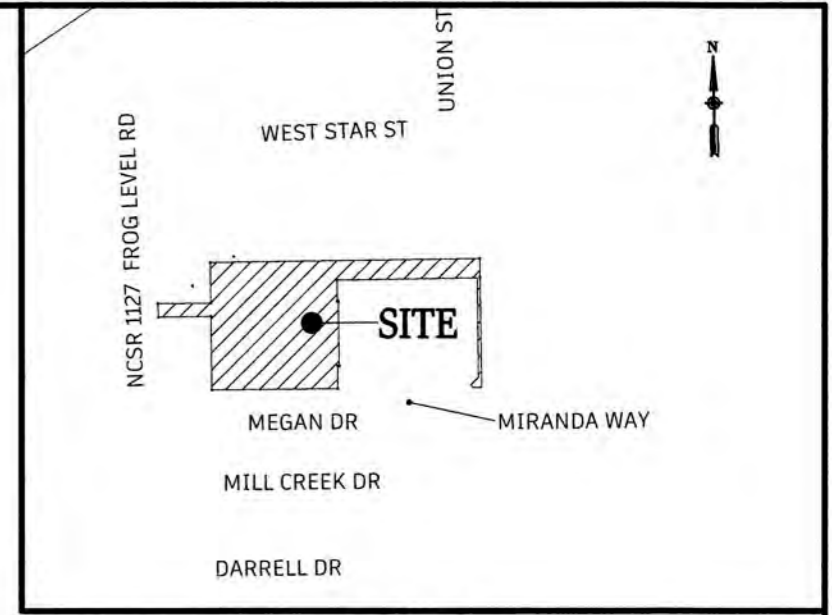 UNION ST
N
WEST STAR ST
NCSR 1127 FROG LEVEL RD
SITE
MEGAN DR
MIRANDA WAY
MILL CREEK DR
DARRELL DR